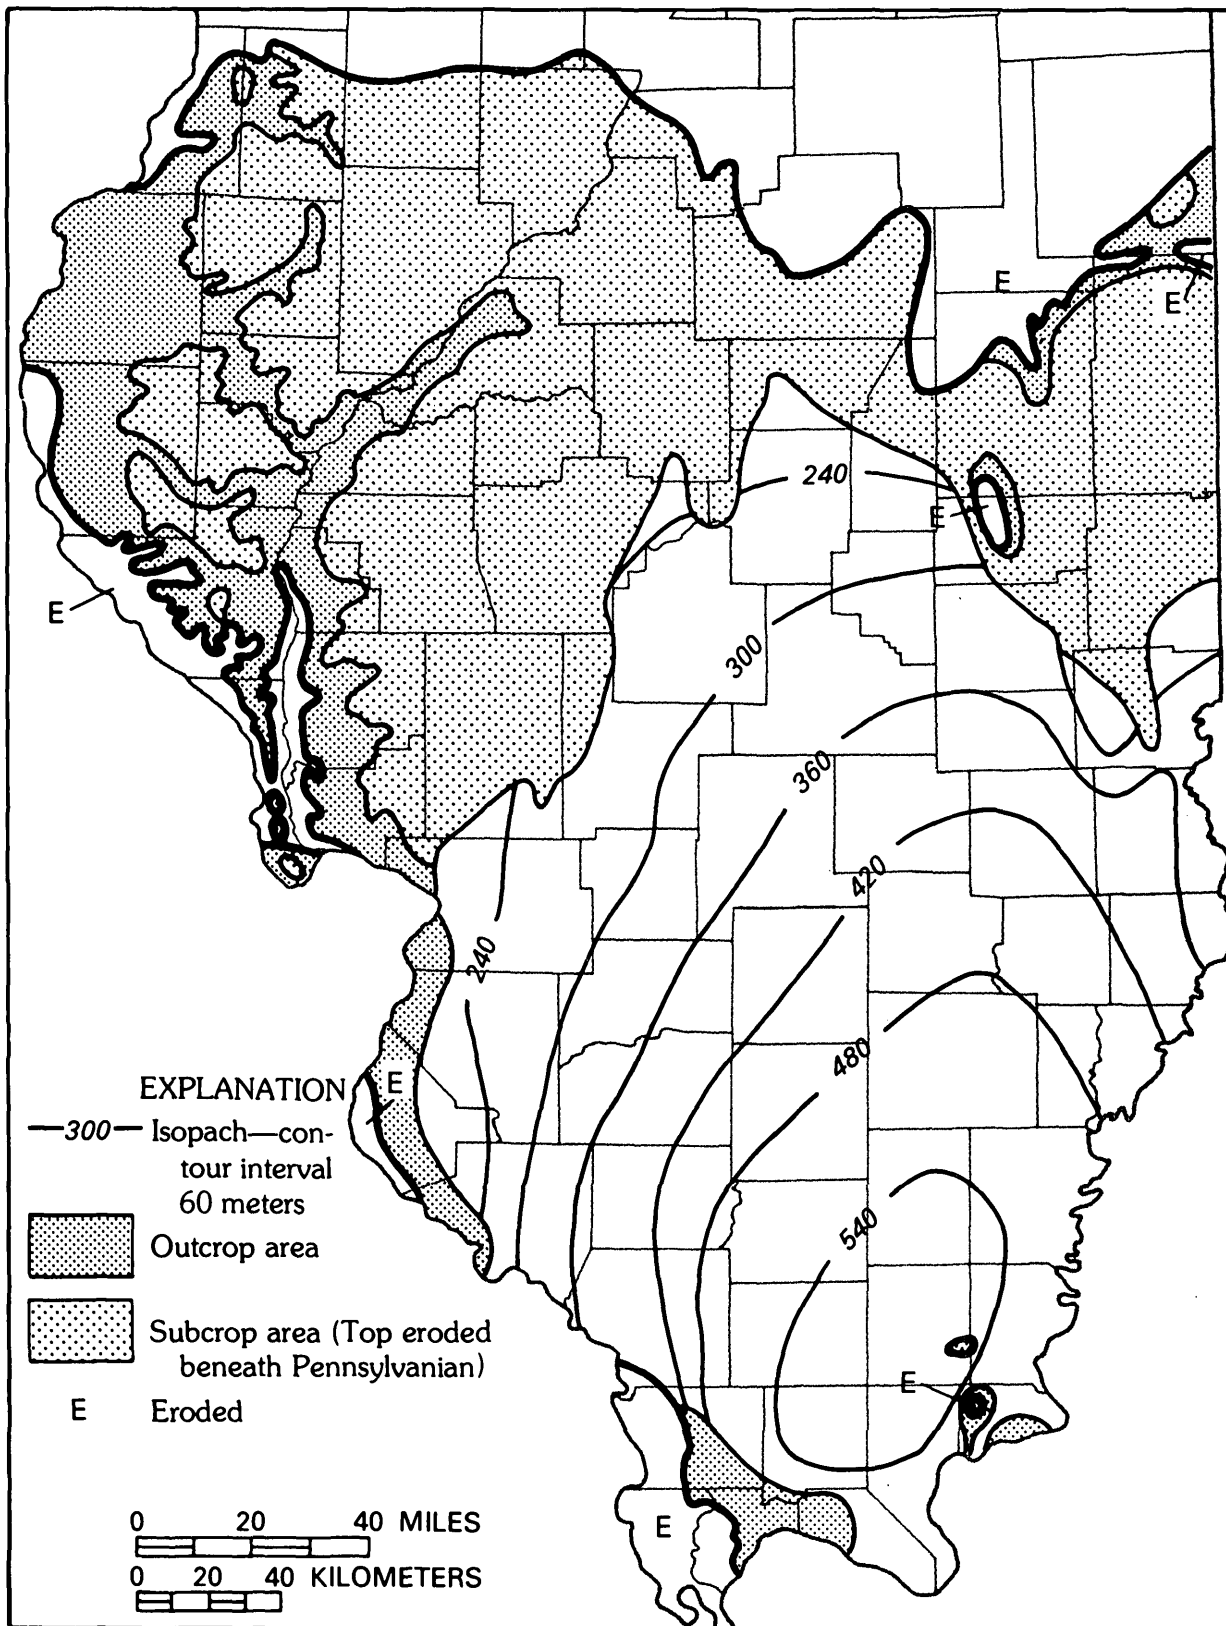 E
E
240
E
E
300
360
420
240
480
E
EXPLANATION
—300— Isopach—con-
tour interval
60 meters
540
Outcrop area
Subcrop area (Top eroded
beneath Pennsylvanian)
E
E Eroded
0 20 40 MILES
E
0 20 40 KILOMETERS